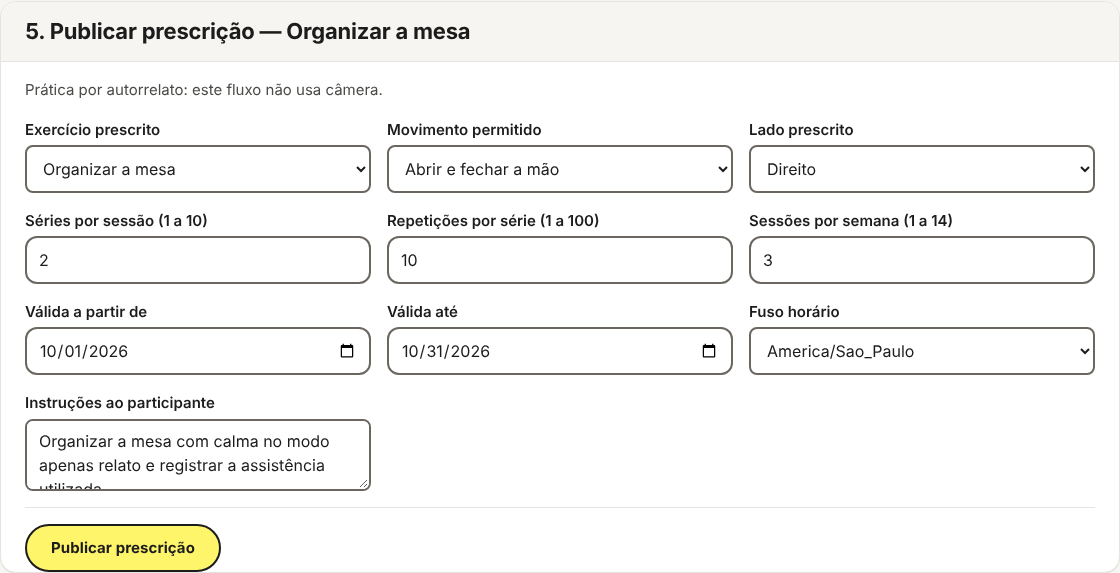 5. Publicar prescrição — Organizar a mesa
Prática por autorrelato: este fluxo não usa câmera.
Exercício prescrito
Movimento permitido
Lado prescrito
Organizar a mesa
Abrir e fechar a mão
Direito
Séries por sessão (1 a 10)
Repetições por série (1 a 100)
Sessões por semana (1 a 14)
2
10
3
Válida a partir de
Válida até
Fuso horário
10/01/2026
10/31/2026
America/Sao_Paulo
Instruções ao participante
Organizar a mesa com calma no modo
apenas relato e registrar a assistência
utilizada
Publicar prescrição